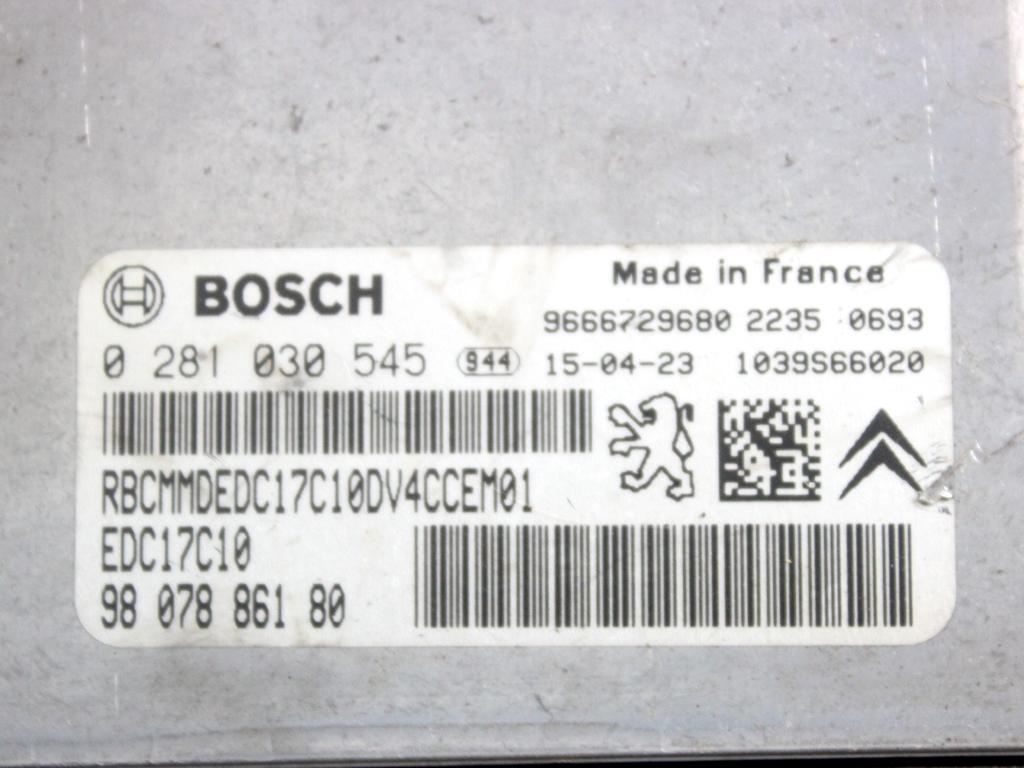 BOSCH
Made in France
9666729680 2235 0693
0 281 030 545 944 15-04-23 1039S66020
RBCMMDEDC17C10DV4CCEM01
EDC17C10
98 078 861 80